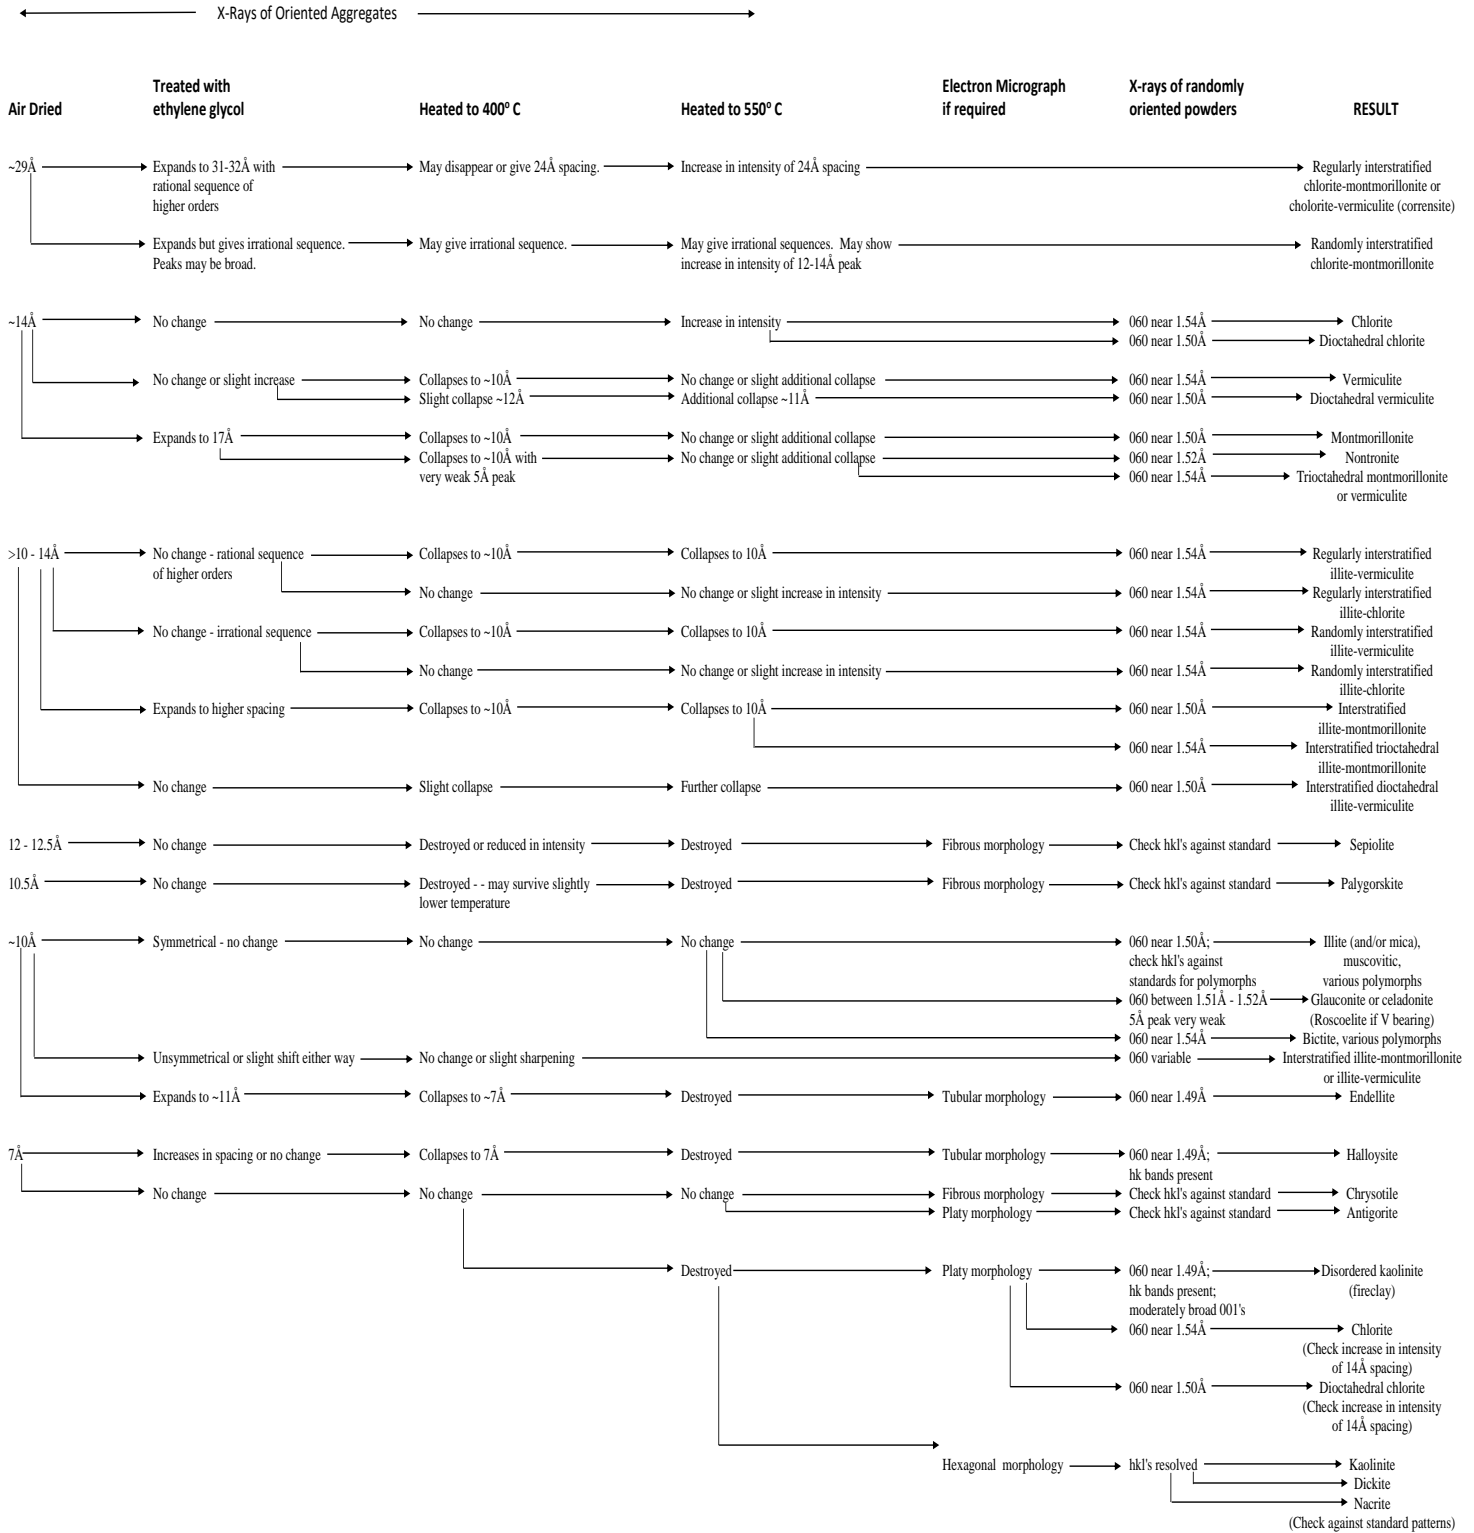 X-Rays of Oriented Aggregates
Treated with Electron Micrograph X-rays of randomly
Air Dried ethylene glycol Heated to 400º C Heated to 550º C if required oriented powders RESULT
~29Å Expands to 31-32Å with May disappear or give 24Å spacing. Increase in intensity of 24Å spacing Regularly interstratified
rational sequence of chlorite-montmorillonite or
higher orders cholorite-vermiculite (corrensite)
Expands but gives irrational sequence. May give irrational sequence. May give irrational sequences. May show Randomly interstratified
Peaks may be broad. increase in intensity of 12-14Å peak chlorite-montmorillonite
~14Å No change No change Increase in intensity 060 near 1.54Å Chlorite
060 near 1.50Å Dioctahedral chlorite
No change or slight increase Collapses to ~10Å No change or slight additional collapse 060 near 1.54Å Vermiculite
Slight collapse ~12Å Additional collapse ~11Å 060 near 1.50Å Dioctahedral vermiculite
Expands to 17Å Collapses to ~10Å No change or slight additional collapse 060 near 1.50Å Montmorillonite
Collapses to ~10Å with No change or slight additional collapse 060 near 1.52Å Nontronite
very weak 5Å peak 060 near 1.54Å Trioctahedral montmorillonite
or vermiculite
>10 - 14Å No change - rational sequence Collapses to ~10Å Collapses to 10Å 060 near 1.54Å Regularly interstratified
of higher orders illite-vermiculite
No change No change or slight increase in intensity 060 near 1.54Å Regularly interstratified
illite-chlorite
No change - irrational sequence Collapses to ~10Å Collapses to 10Å 060 near 1.54Å Randomly interstratified
illite-vermiculite
No change No change or slight increase in intensity 060 near 1.54Å Randomly interstratified
illite-chlorite
Expands to higher spacing Collapses to ~10Å Collapses to 10Å 060 near 1.50Å Interstratified
illite-montmorillonite
060 near 1.54Å Interstratified trioctahedral
illite-montmorillonite
No change Slight collapse Further collapse 060 near 1.50Å Interstratified dioctahedral
illite-vermiculite
12 - 12.5Å No change Destroyed or reduced in intensity Destroyed Fibrous morphology Check hkl's against standard Sepiolite
10.5Å No change Destroyed - - may survive slightly Destroyed Fibrous morphology Check hkl's against standard Palygorskite
lower temperature
~10Å Symmetrical - no change No change No change 060 near 1.50Å; Illite (and/or mica),
check hkl's against muscovitic,
standards for polymorphs various polymorphs
060 between 1.51Å - 1.52Å Glauconite or celadonite
5Å peak very weak (Roscoelite if V bearing)
060 near 1.54Å Bictite, various polymorphs
Unsymmetrical or slight shift either way No change or slight sharpening 060 variable Interstratified illite-montmorillonite
or illite-vermiculite
Expands to ~11Å Collapses to ~7Å Destroyed Tubular morphology 060 near 1.49Å Endellite
7Å Increases in spacing or no change Collapses to 7Å Destroyed Tubular morphology 060 near 1.49Å; Halloysite
hk bands present
No change No change No change Fibrous morphology Check hkl's against standard Chrysotile
Platy morphology Check hkl's against standard Antigorite
Destroyed Platy morphology 060 near 1.49Å; Disordered kaolinite
hk bands present; (fireclay)
moderately broad 001's
060 near 1.54Å Chlorite
(Check increase in intensity
of 14Å spacing)
060 near 1.50Å Dioctahedral chlorite
(Check increase in intensity
of 14Å spacing)
Hexagonal morphology hkl's resolved Kaolinite
Dickite
Nacrite
(Check against standard patterns)